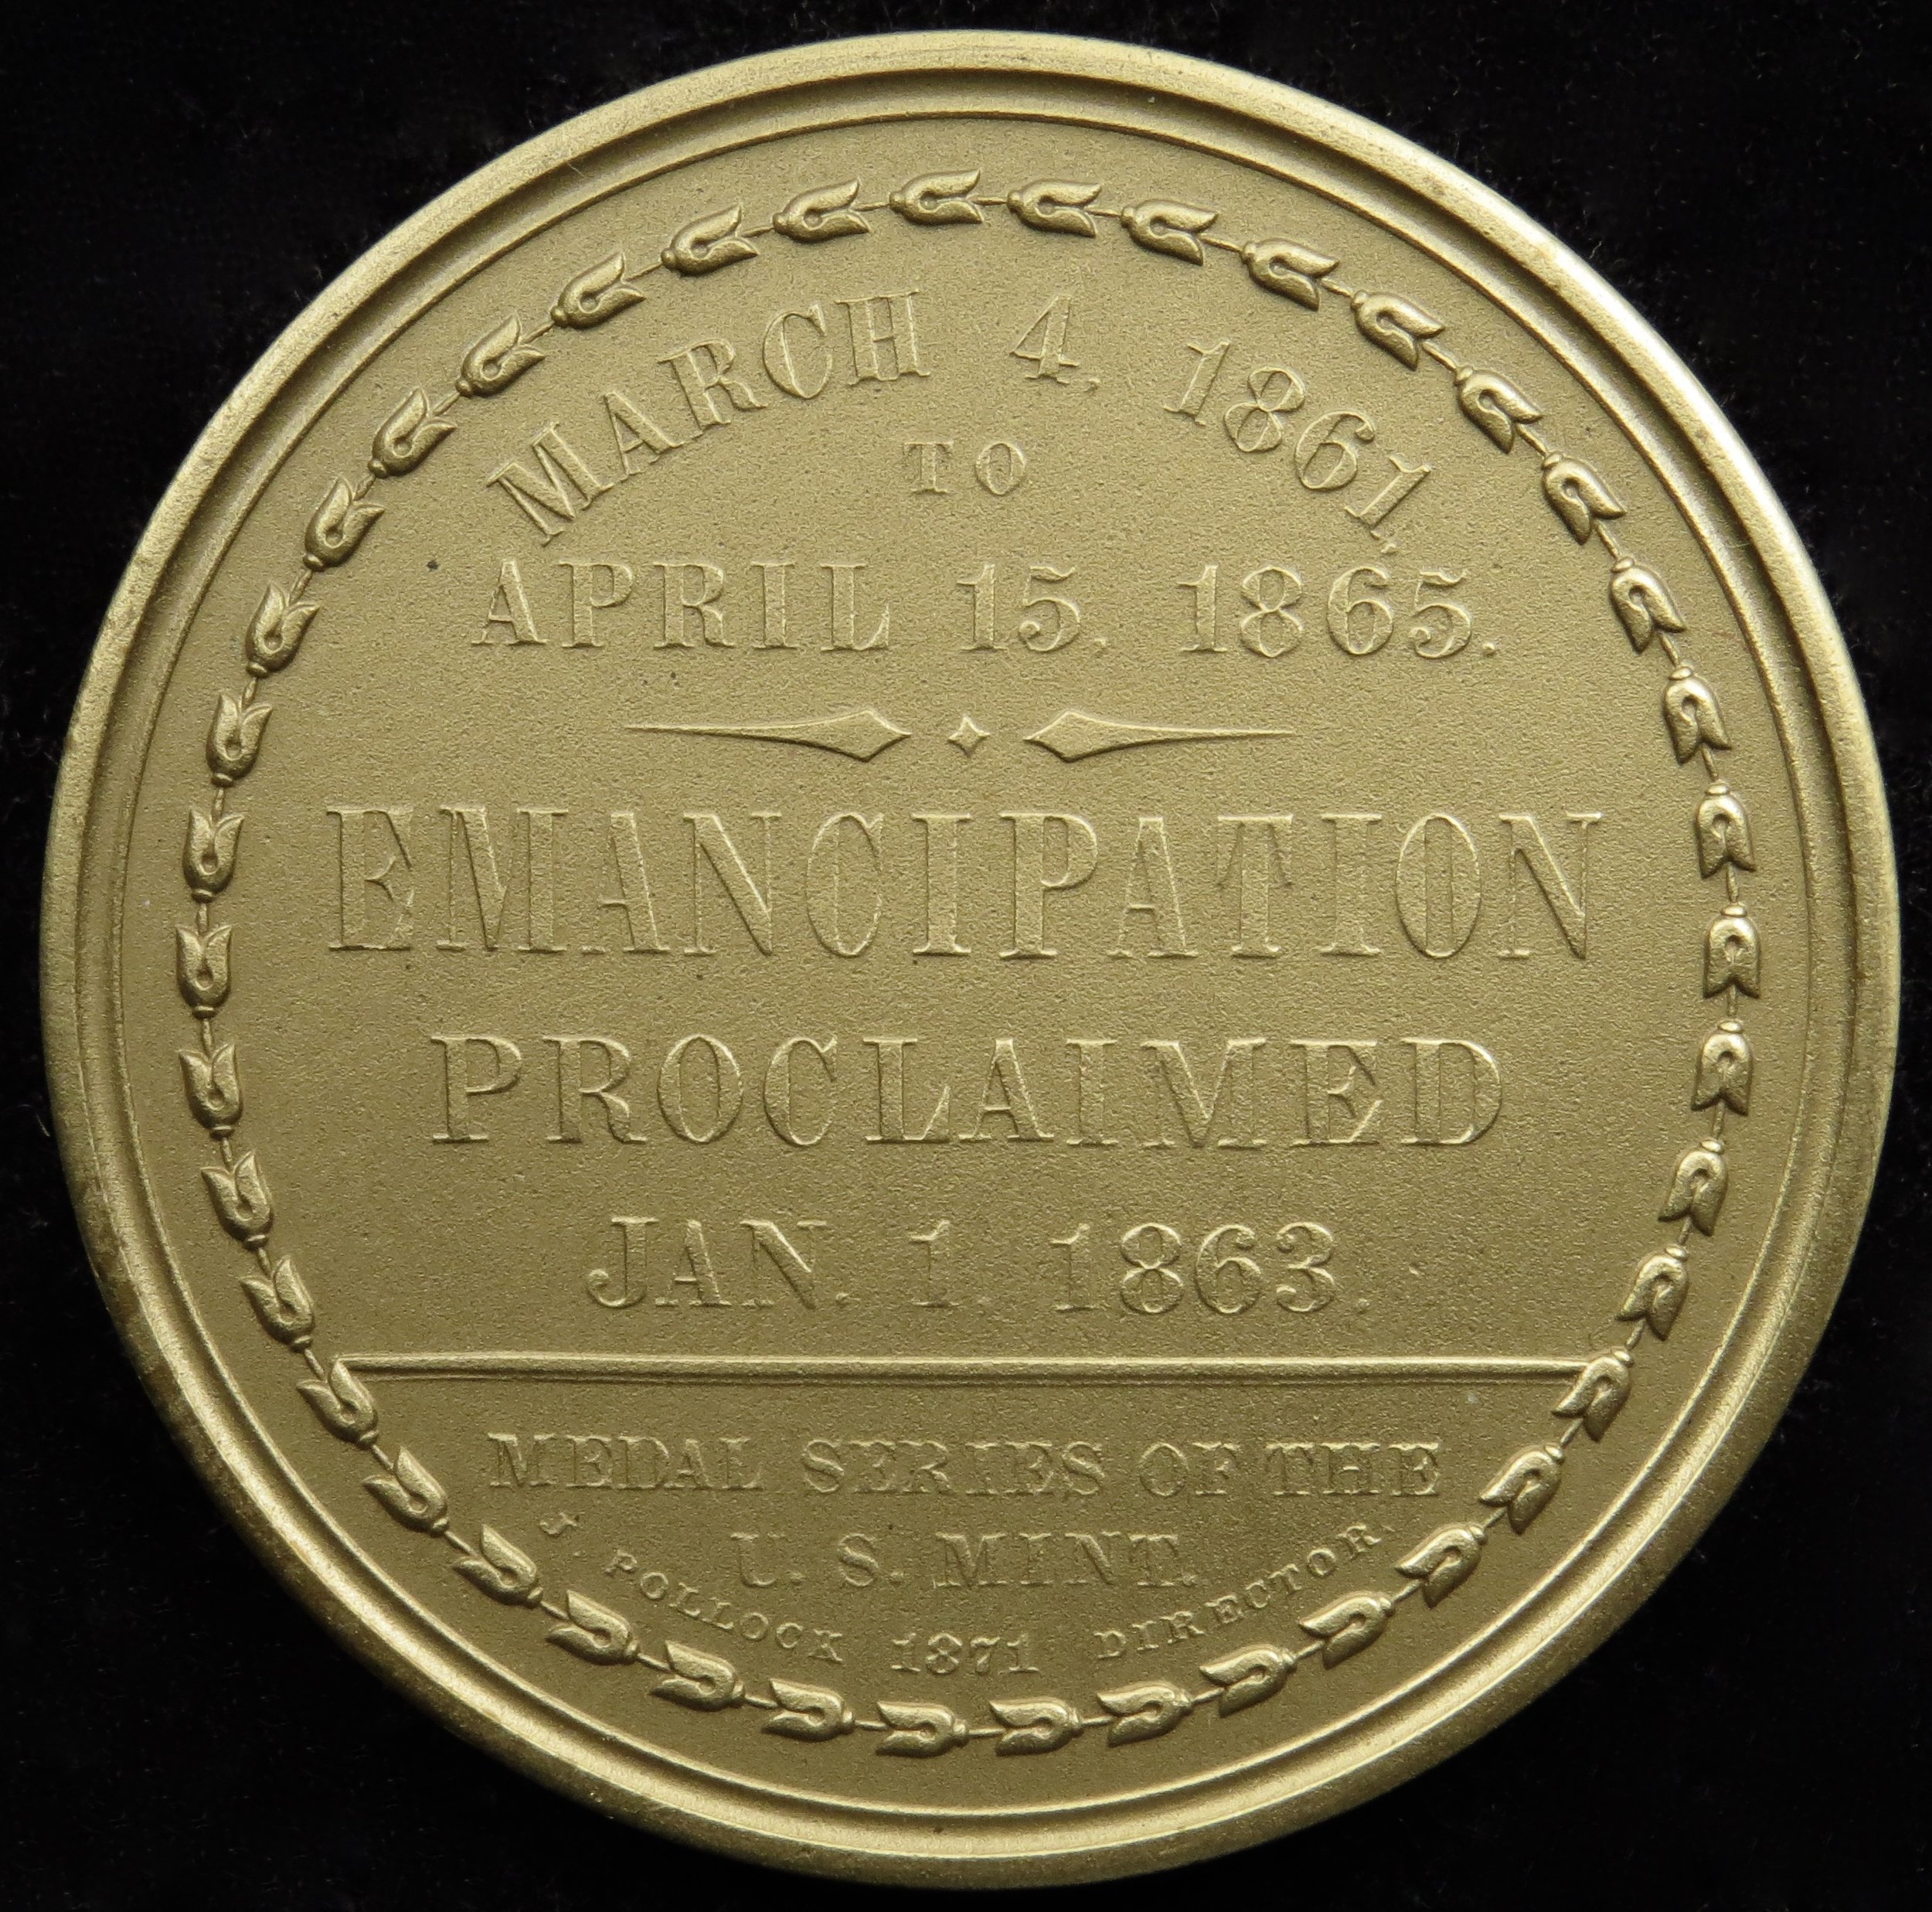 MARCH 4, 1861,
TO
APRIL 15, 1865.
EMANCIPATION
PROCLAIMED
JAN. 1. 1863.
MEDAL SERIES OF THE
U. S. MINT.
J. POLLOCK 1871 DIRECTOR.